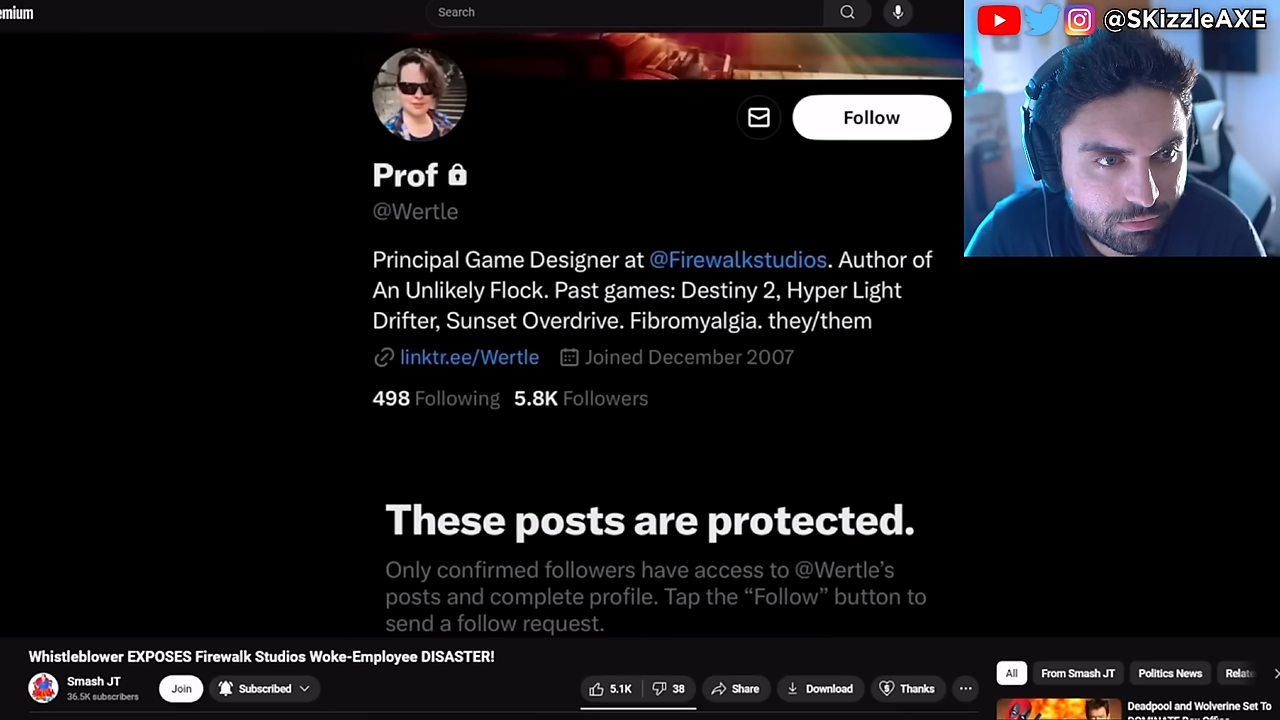 emium
Search
@SKizzleAXE
Follow
Prof
@Wertle
Principal Game Designer at @Firewalkstudios. Author of
An Unlikely Flock. Past games: Destiny 2, Hyper Light
Drifter, Sunset Overdrive. Fibromyalgia. they/them
linktr.ee/Wertle Joined December 2007
498 Following 5.8K Followers
These posts are protected.
Only confirmed followers have access to @Wertle's
posts and complete profile. Tap the “Follow” button to
send a follow request.
Whistleblower EXPOSES Firewalk Studios Woke-Employee DISASTER!
Smash JT
36.5K subscribers
Join
Subscribed
5.1K
38
Share
Download
Thanks
All
From Smash JT
Politics News
Relate
Deadpool and Wolverine Set To